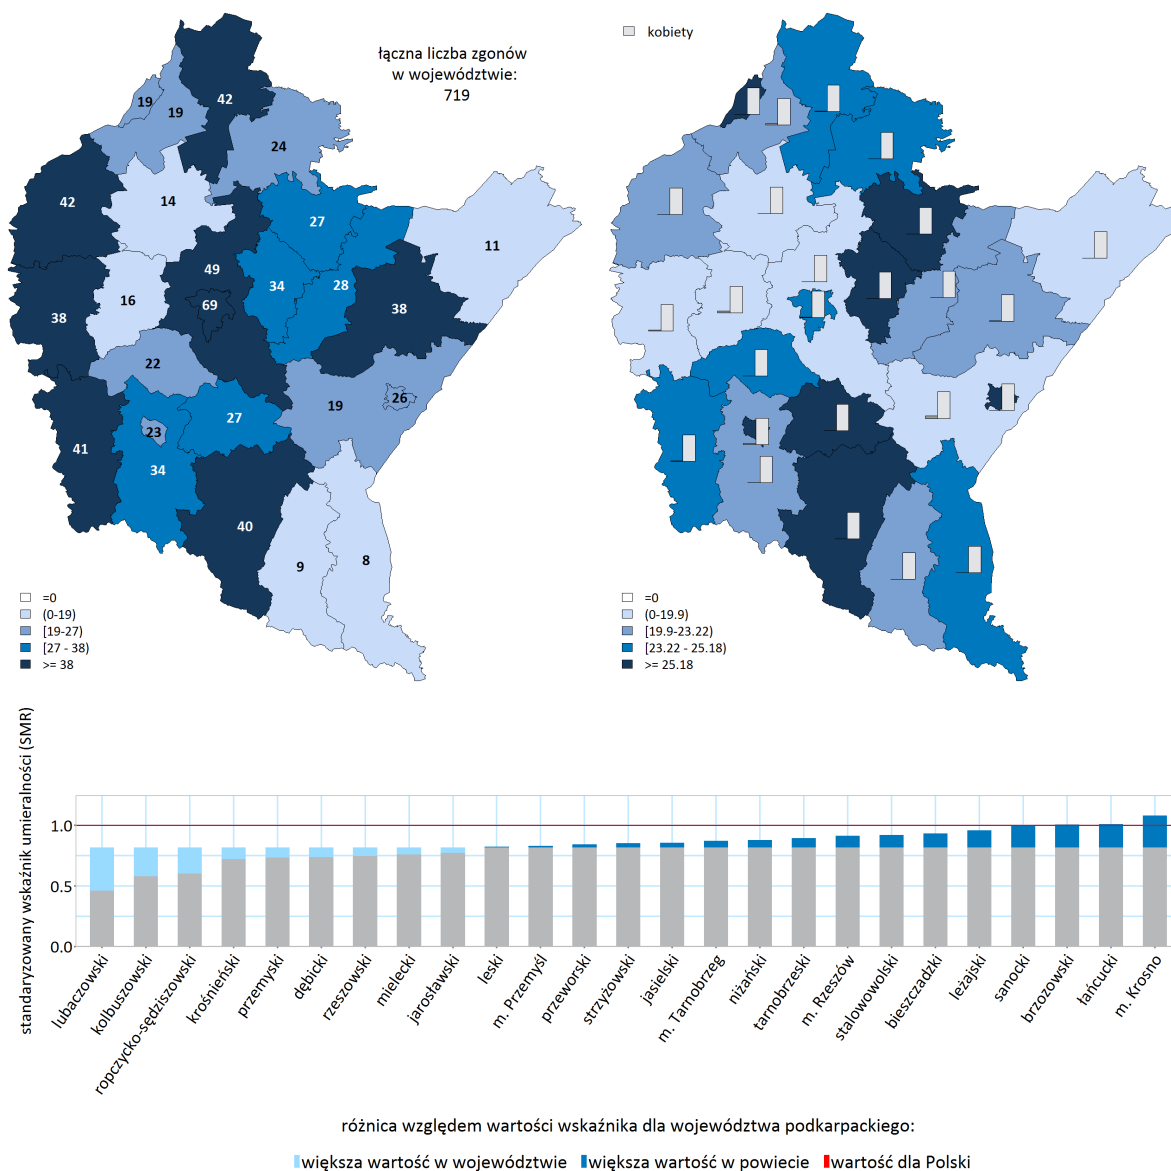 łączna liczba zgonów
w województwie:
719
19
19
42
24
42
14
27
11
49
34
28
16
69
38
38
22
19
26
27
41
23
34
40
9
8
=0
(0-19)
[19-27)
[27 - 38)
>= 38
kobiety
=0
(0-19.9)
[19.9-23.22)
[23.22 - 25.18)
>= 25.18
standaryzowany wskaźnik umieralności (SMR)
1.0
0.5
0.0
lubaczowski
kolbuszowski
ropczycko-sędziszowski
krośnieński
przemyski
dębicki
rzeszowski
mielecki
jarosławski
leski
m. Przemyśl
przeworski
strzyżowski
jasielski
m. Tarnobrzeg
niżański
tarnobrzeski
m. Rzeszów
stalowowolski
bieszczadzki
leżajski
sanocki
brzozowski
łańcucki
m. Krosno
różnica względem wartości wskaźnika dla województwa podkarpackiego:
większa wartość w województwie większa wartość w powiecie wartość dla Polski